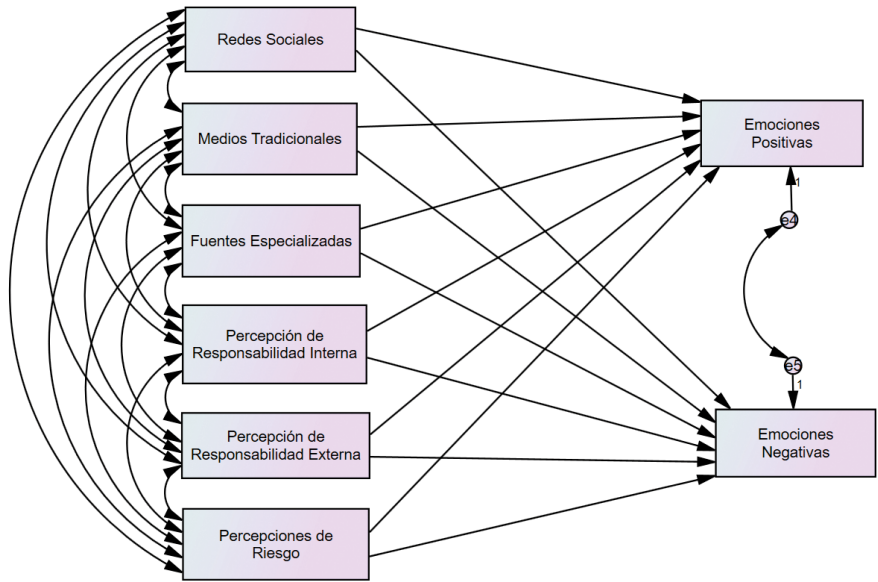 Redes Sociales
Medios Tradicionales
Fuentes Especializadas
Percepción de
Responsabilidad Interna
Percepción de
Responsabilidad Externa
Percepciones de
Riesgo
Emociones
Positivas
1
e4
e5
1
Emociones
Negativas